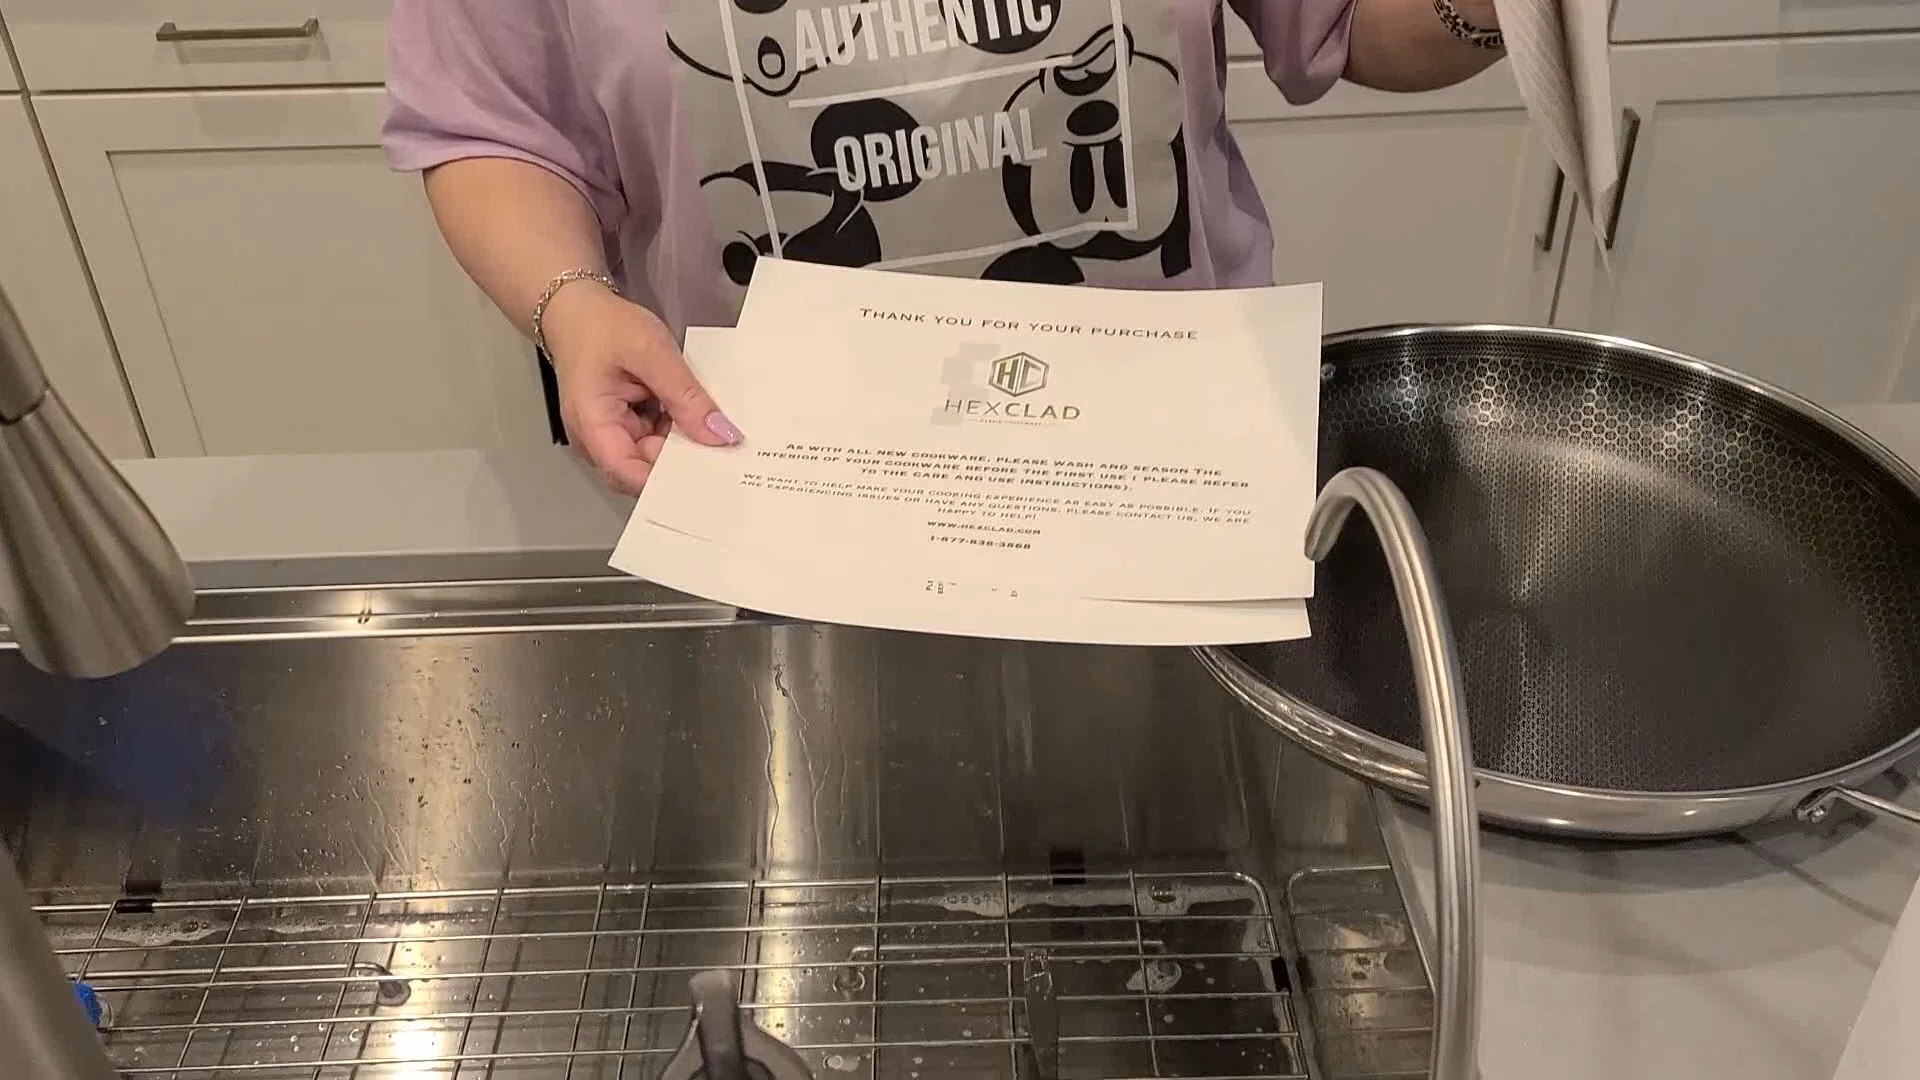 AUTHENTIC
ORIGINAL
THANK YOU FOR YOUR PURCHASE
HC
HEXCLAD
AS WITH ALL NEW COOKWARE, PLEASE WASH AND SEASON THE
INTERIOR OF YOUR COOKWARE BEFORE THE FIRST USE ( PLEASE REFER
TO THE CARE AND USE INSTRUCTIONS).
WE WANT TO HELP MAKE YOUR COOKING EXPERIENCE AS EASY AS POSSIBLE. IF YOU
ARE EXPERIENCING ISSUES OR HAVE ANY QUESTIONS, PLEASE CONTACT US, WE ARE
HAPPY TO HELP!
WWW.HEXCLAD.COM